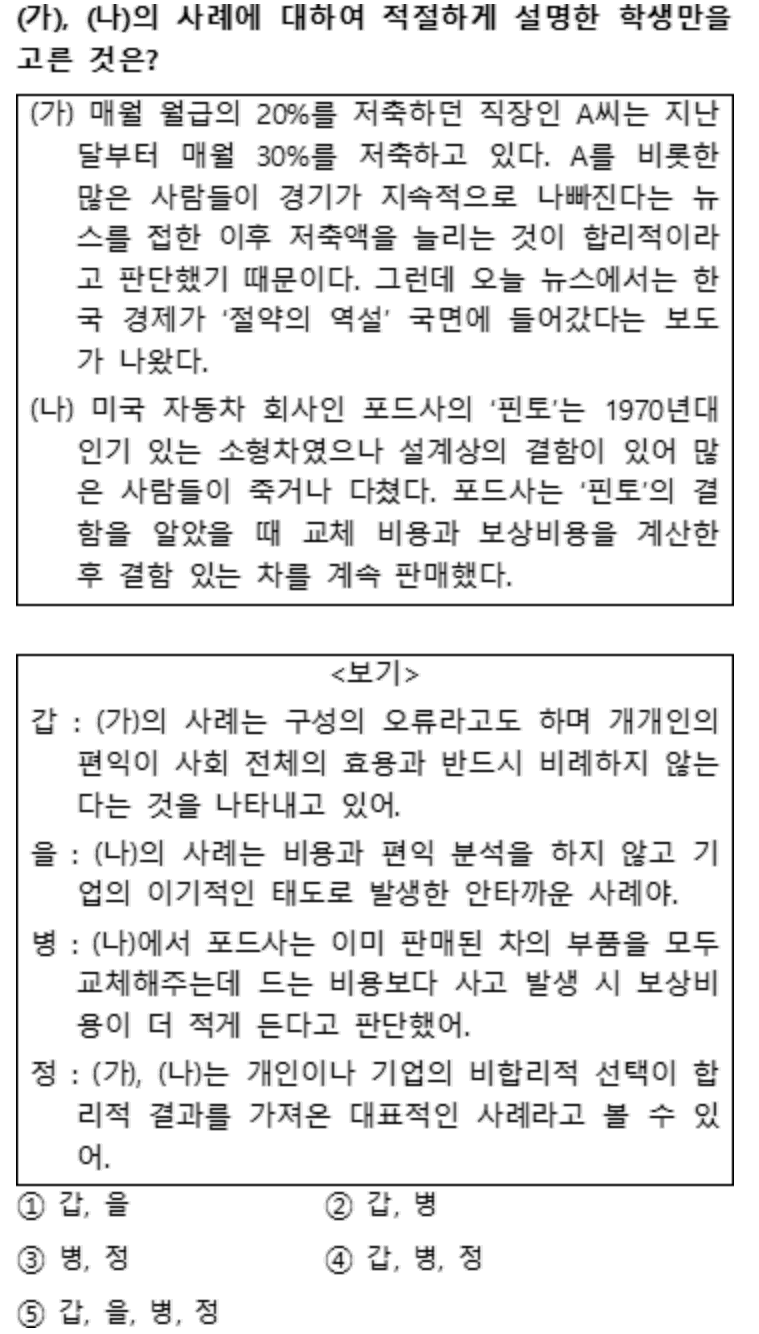 (가), (나)의 사례에 대하여 적절하게 설명한 학생만을
고른 것은?
(가) 매월 월급의 20%를 저축하던 직장인 A씨는 지난
달부터 매월 30%를 저축하고 있다. A를 비롯한
많은 사람들이 경기가 지속적으로 나빠진다는 뉴
스를 접한 이후 저축액을 늘리는 것이 합리적이라
고 판단했기 때문이다. 그런데 오늘 뉴스에서는 한
국 경제가 ‘절약의 역설’ 국면에 들어갔다는 보도
가 나왔다.
(나) 미국 자동차 회사인 포드사의 ‘핀토’는 1970년대
인기 있는 소형차였으나 설계상의 결함이 있어 많
은 사람들이 죽거나 다쳤다. 포드사는 ‘핀토’의 결
함을 알았을 때 교체 비용과 보상비용을 계산한
후 결함 있는 차를 계속 판매했다.
<보기>
갑 : (가)의 사례는 구성의 오류라고도 하며 개개인의
편익이 사회 전체의 효용과 반드시 비례하지 않는
다는 것을 나타내고 있어.
을 : (나)의 사례는 비용과 편익 분석을 하지 않고 기
업의 이기적인 태도로 발생한 안타까운 사례야.
병 : (나)에서 포드사는 이미 판매된 차의 부품을 모두
교체해주는데 드는 비용보다 사고 발생 시 보상비
용이 더 적게 든다고 판단했어.
정 : (가), (나)는 개인이나 기업의 비합리적 선택이 합
리적 결과를 가져온 대표적인 사례라고 볼 수 있
어.
① 갑, 을 ② 갑, 병
③ 병, 정 ④ 갑, 병, 정
⑤ 갑, 을, 병, 정